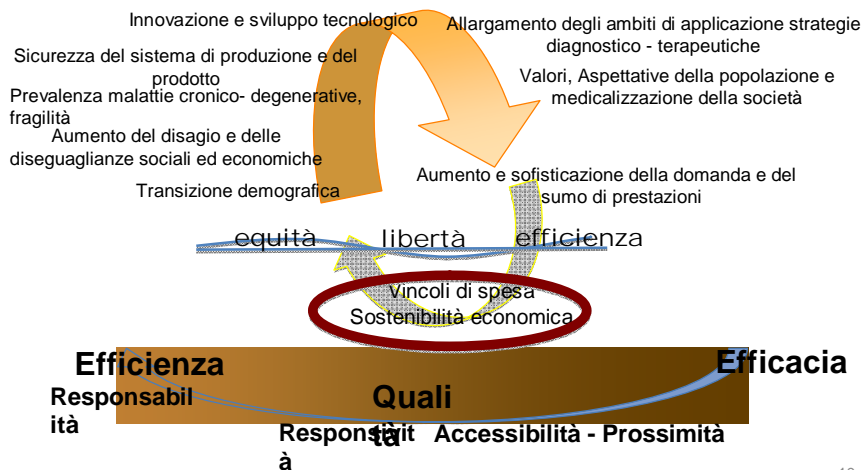 Innovazione e sviluppo tecnologico
Allargamento degli ambiti di applicazione strategie
diagnostico - terapeutiche
Sicurezza del sistema di produzione e del
prodotto
Valori, Aspettative della popolazione e
medicalizzazione della società
Prevalenza malattie cronico- degenerative,
fragilità
Aumento del disagio e delle
diseguaglianze sociali ed economiche
Aumento e sofisticazione della domanda e del
sumo di prestazioni
Transizione demografica
equità libertà efficienza
Vincoli di spesa
Sostenibilità economica
Efficienza
Efficacia
Responsabil
ità
Quali
tà
Responsivit
à
Accessibilità - Prossimità